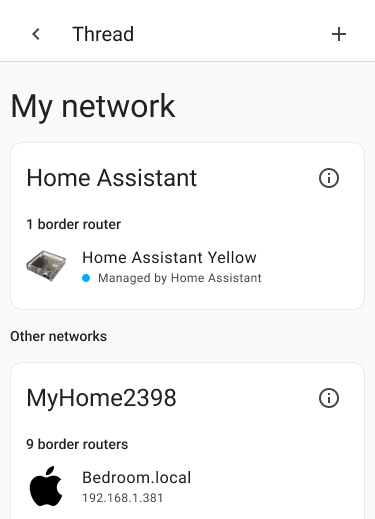 Thread
My network
Home Assistant
1 border router
Home Assistant Yellow
Managed by Home Assistant
Other networks
MyHome2398
9 border routers
Bedroom.local
192.168.1.381